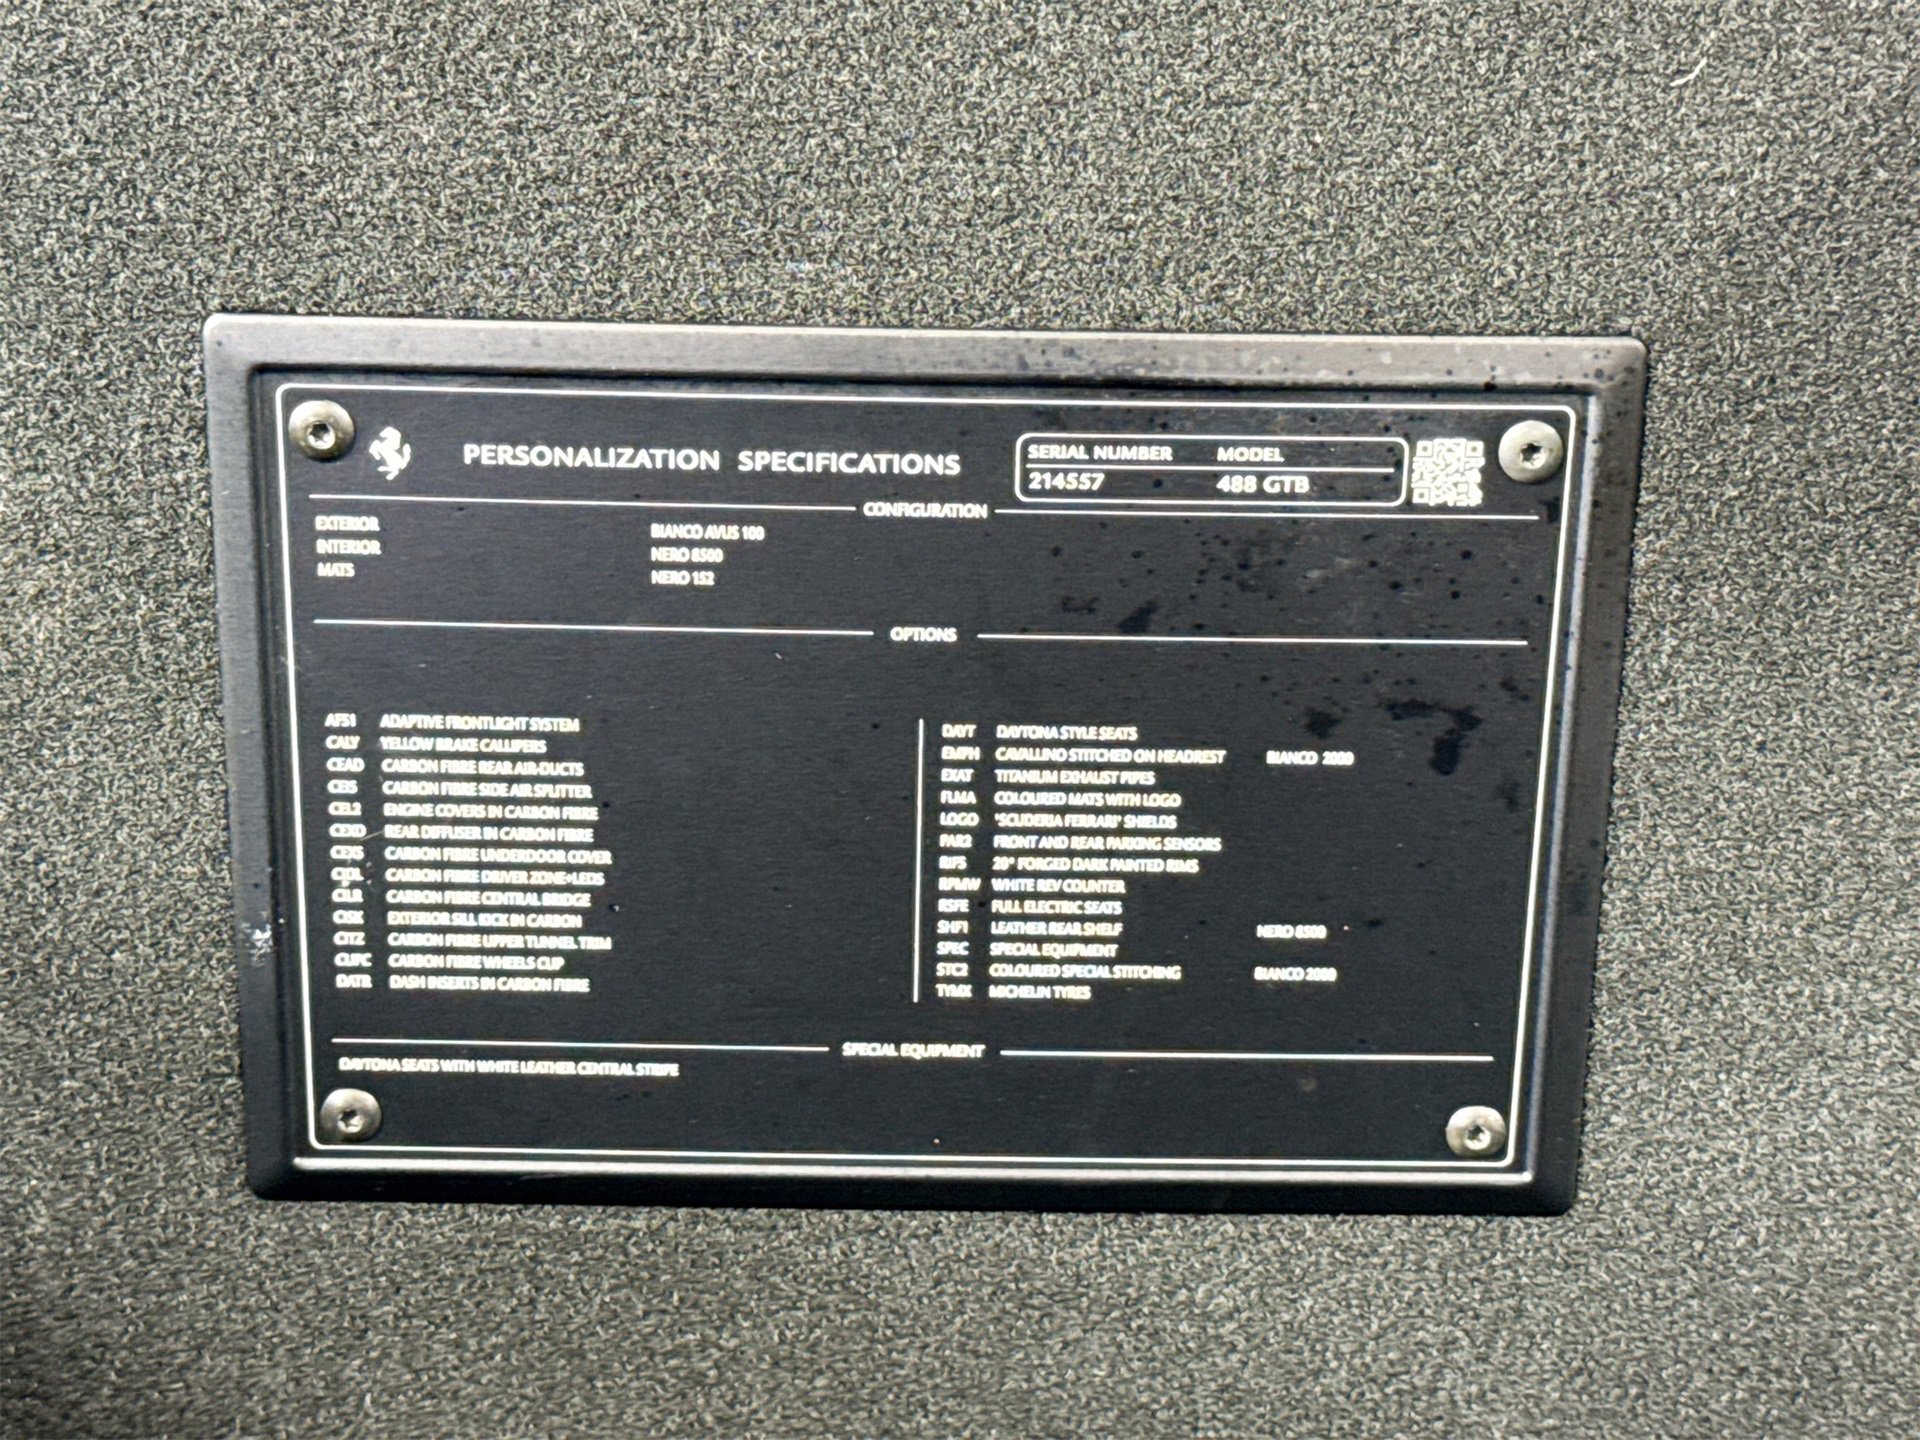 PERSONALIZATION SPECIFICATIONS
SERIAL NUMBER MODEL
214557 488 GTB
CONFIGURATION
EXTERIOR BIANCO AVUS 100
INTERIOR NERO 8500
MATS NERO 152
OPTIONS
AFS1 ADAPTIVE FRONTLIGHT SYSTEM
CALY YELLOW BRAKE CALLIPERS
CEAD CARBON FIBRE REAR AIR-DUCTS
CEIS CARBON FIBRE SIDE AIR SPLITTER
CEL2 ENGINE COVERS IN CARBON FIBRE
CEXD REAR DIFFUSER IN CARBON FIBRE
CEXS CARBON FIBRE UNDERDOOR COVER
CARBON FIBRE DRIVER ZONE+LEDS
CILR CARBON FIBRE CENTRAL BRIDGE
CISK EXTERIOR SILL KICK IN CARBON
CITZ CARBON FIBRE UPPER TUNNEL TRIM
CUPC CARBON FIBRE WHEELS CUP
DATR DASH INSERTS IN CARBON FIBRE
DAYT DAYTONA STYLE SEATS
EMPH CAVALLINO STITCHED ON HEADREST BIANCO 2000
EXAT TITANIUM EXHAUST PIPES
FLMA COLOURED MATS WITH LOGO
LOGO "SCUDERIA FERRARI" SHIELDS
PAR2 FRONT AND REAR PARKING SENSORS
RIFS 20" FORGED DARK PAINTED RIMS
RPMW WHITE REV COUNTER
RSFE FULL ELECTRIC SEATS
SHF1 LEATHER REAR SHELF NERO 8500
SPEC SPECIAL EQUIPMENT
STC2 COLOURED SPECIAL STITCHING BIANCO 2000
TYMX MICHELIN TYRES
SPECIAL EQUIPMENT
DAYTONA SEATS WITH WHITE LEATHER CENTRAL STRIPE